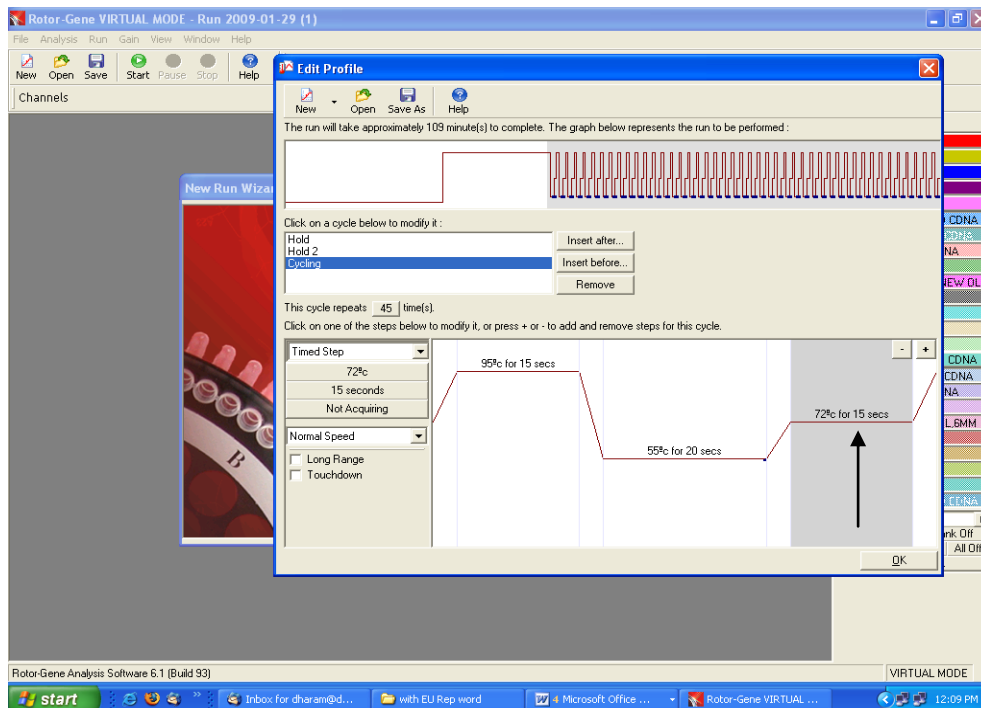 Rotor-Gene VIRTUAL MODE - Run 2009-01-29 (1)
File Analysis Run Gain View Window Help
New Open Save Start Pause Stop Help
Channels
New Run Wiza
Edit Profile
New Open Save As Help
The run will take approximately 109 minute(s) to complete. The graph below represents the run to be performed :
Click on a cycle below to modify it :
Hold
Hold 2
Cycling
Insert after...
Insert before...
Remove
This cycle repeats 45 time(s).
Click on one of the steps below to modify it, or press + or - to add and remove steps for this cycle.
Timed Step
72ºc
15 seconds
Not Acquiring
Normal Speed
Long Range
Touchdown
- +
95ºc for 15 secs
55ºc for 20 secs
72ºc for 15 secs
OK
B
CDNA
CDNA
NA
NEW OL
CDNA
CDNA
NA
L,6MM
CDNA
nk Off
All Off
Rotor-Gene Analysis Software 6.1 (Build 93)
VIRTUAL MODE
start
Inbox for dharam@d...
with EU Rep word
4 Microsoft Office ...
Rotor-Gene VIRTUAL ...
12:09 PM